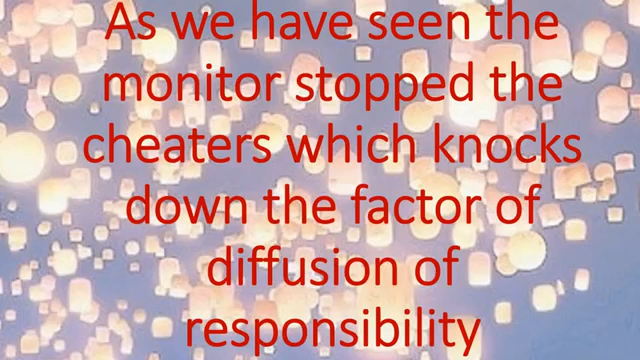 As we have seen the
monitor stopped the
cheaters which knocks
down the factor of
diffusion of
responsibility